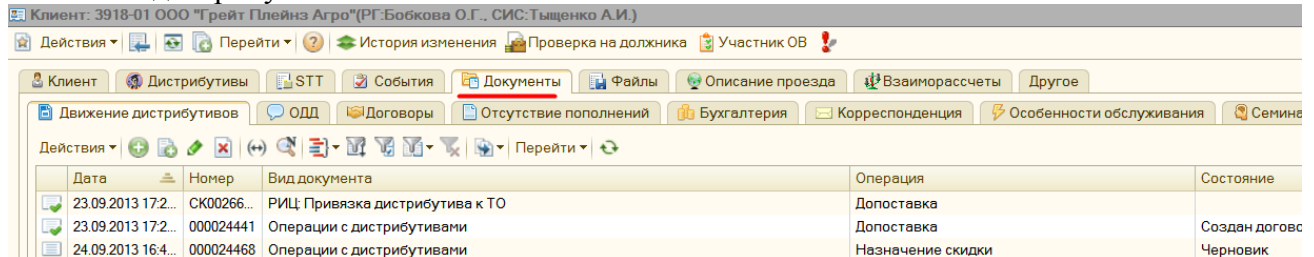 Клиент: 3918-01 ООО "Грейт Плейнз Агро"(РГ:Бобкова О.Г., СИС:Тыщенко А.И.)
Действия Перейти История изменения Проверка на должника Участник ОВ
Клиент Дистрибутивы STT События Документы Файлы Описание проезда Взаиморасчеты Другое
Движение дистрибутивов ОДД Договоры Отсутствие пополнений Бухгалтерия Корреспонденция Особенности обслуживания Семина
Действия Перейти
Дата Номер Вид документа Операция Состояние
23.09.2013 17:2... СК00266... РИЦ: Привязка дистрибутива к ТО Допоставка
23.09.2013 17:2... 000024441 Операции с дистрибутивами Допоставка Создан догово
24.09.2013 16:4... 000024468 Операции с дистрибутивами Назначение скидки Черновик